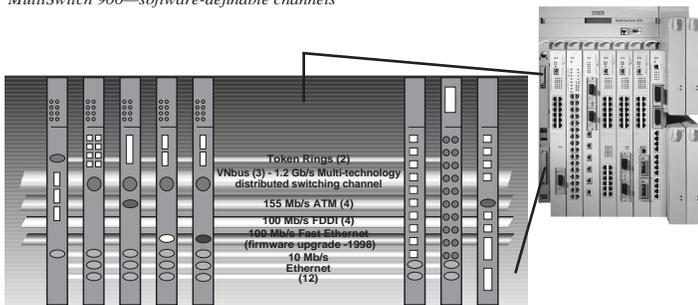 MultiSwitch 900—software-definable channels
Token Rings (2)
VNbus (3) - 1.2 Gb/s Multi-technology
distributed switching channel
155 Mb/s ATM (4)
100 Mb/s FDDI (4)
100 Mb/s Fast Ethernet
(firmware upgrade -1998)
10 Mb/s
Ethernet
(12)